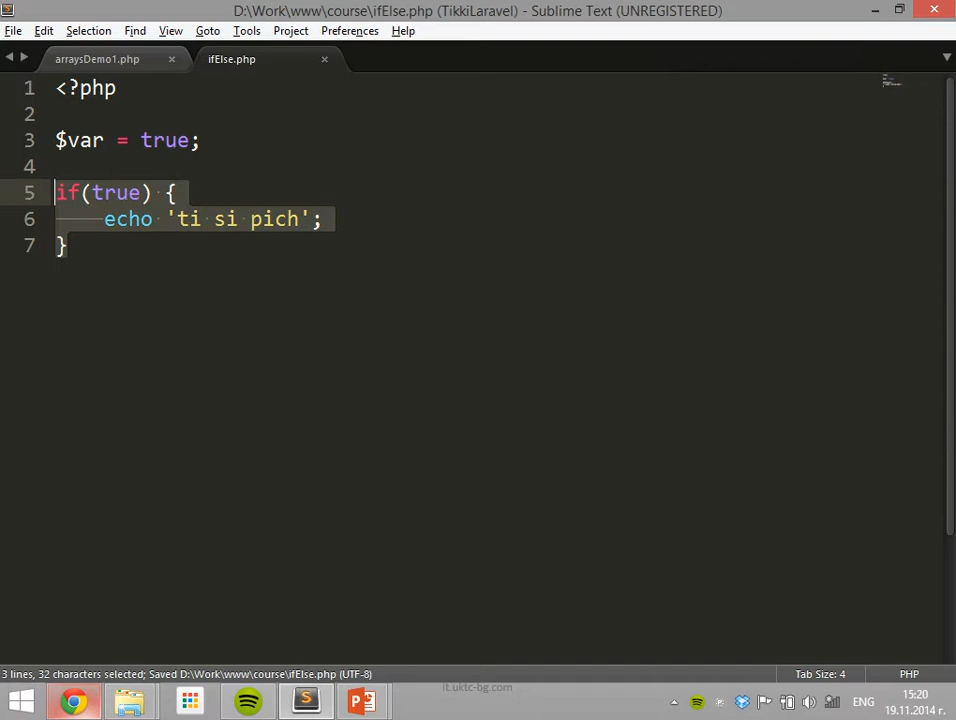 D:\Work\www\course\ifElse.php (TikkiLaravel) - Sublime Text (UNREGISTERED)
File Edit Selection Find View Goto Tools Project Preferences Help
arraysDemo1.php × ifElse.php ×
1 <?php
2
3 $var = true;
4
5 if(true) {
6 echo 'ti si pich';
7 }
3 lines, 32 characters selected; Saved D:\Work\www\course\ifElse.php (UTF-8) Tab Size: 4 PHP
it.uktc-bg.com
ЕНГ 15:20
19.11.2014 г.